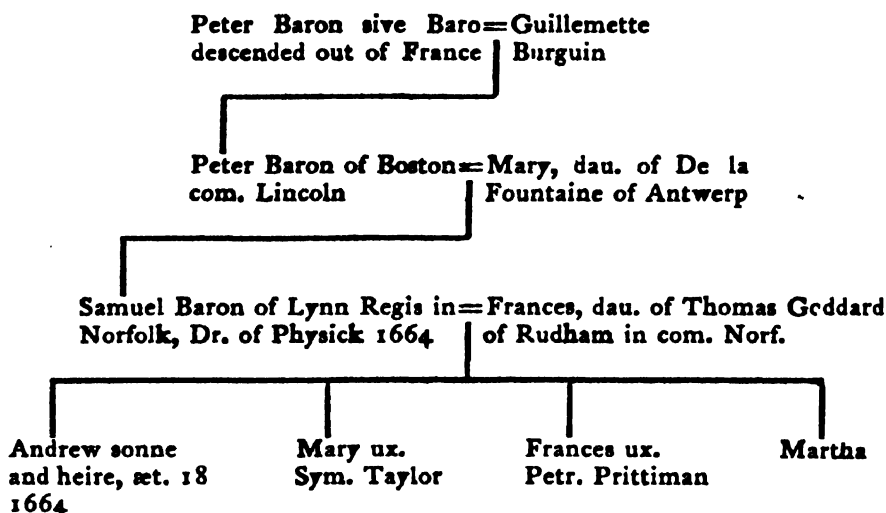 Peter Baron sive Baro=Guillemette
descended out of France Burguin
Peter Baron of Boston=Mary, dau. of De la
com. Lincoln Fountaine of Antwerp
Samuel Baron of Lynn Regis in=Frances, dau. of Thomas Goddard
Norfolk, Dr. of Physick 1664 of Rudham in com. Norf.
Andrew sonne
and heire, æt. 18
1664
Mary ux.
Sym. Taylor
Frances ux.
Petr. Prittiman
Martha